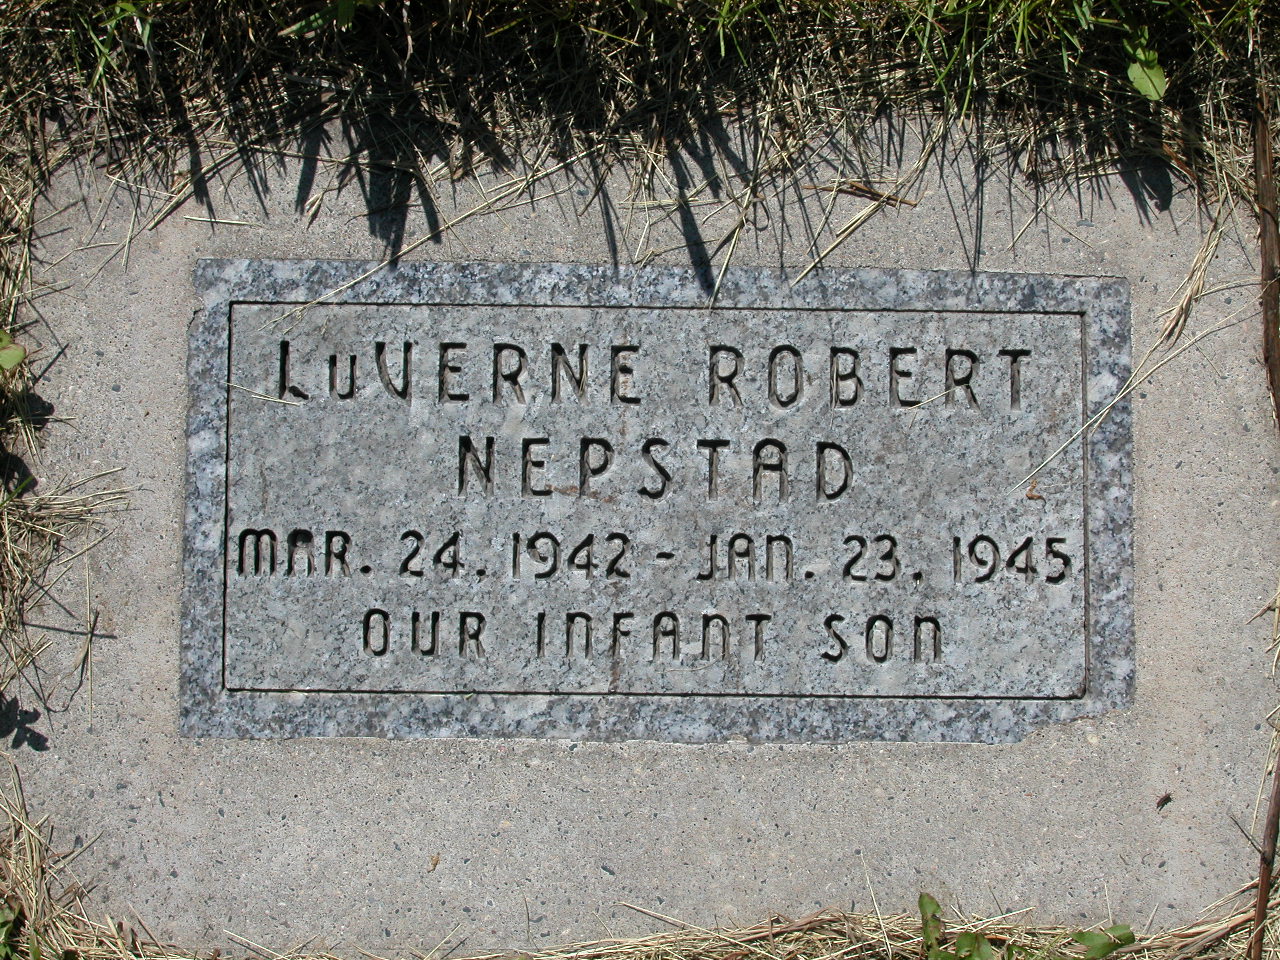 LuVERNE ROBERT
NEPSTAD
MAR. 24, 1942 - JAN. 23, 1945
OUR INFANT SON